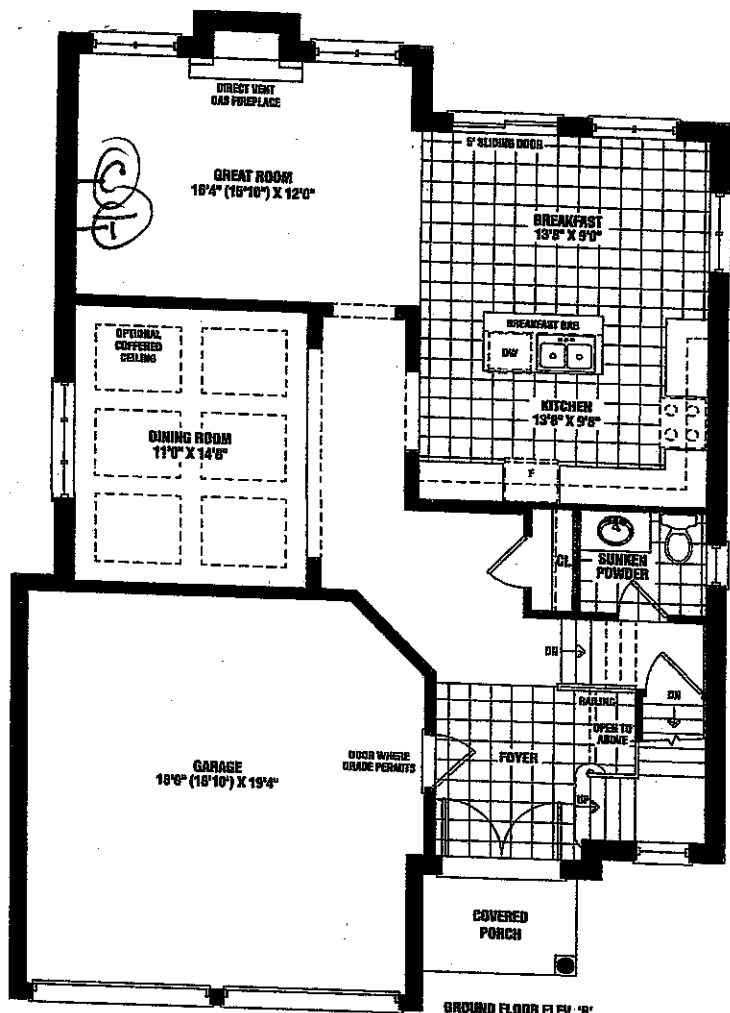 DIRECT VENT
GAS FIREPLACE
GREAT ROOM
16'4" (15'10") X 12'0"
C
T
5' SLIDING DOOR
BREAKFAST
13'8" X 9'0"
BREAKFAST BAR
DW
KITCHEN
13'8" X 9'8"
F
OPTIONAL
COFFERED
CEILING
DINING ROOM
11'0" X 14'8"
CL.
SUNKEN
POWDER
DN
DN
RAILING
OPEN TO
ABOVE
DOOR WHERE
GRADE PERMITS
FOYER
UP
GARAGE
18'6" (18'10") X 19'4"
COVERED
PORCH
GROUND FLOOR ELEV. 'B'